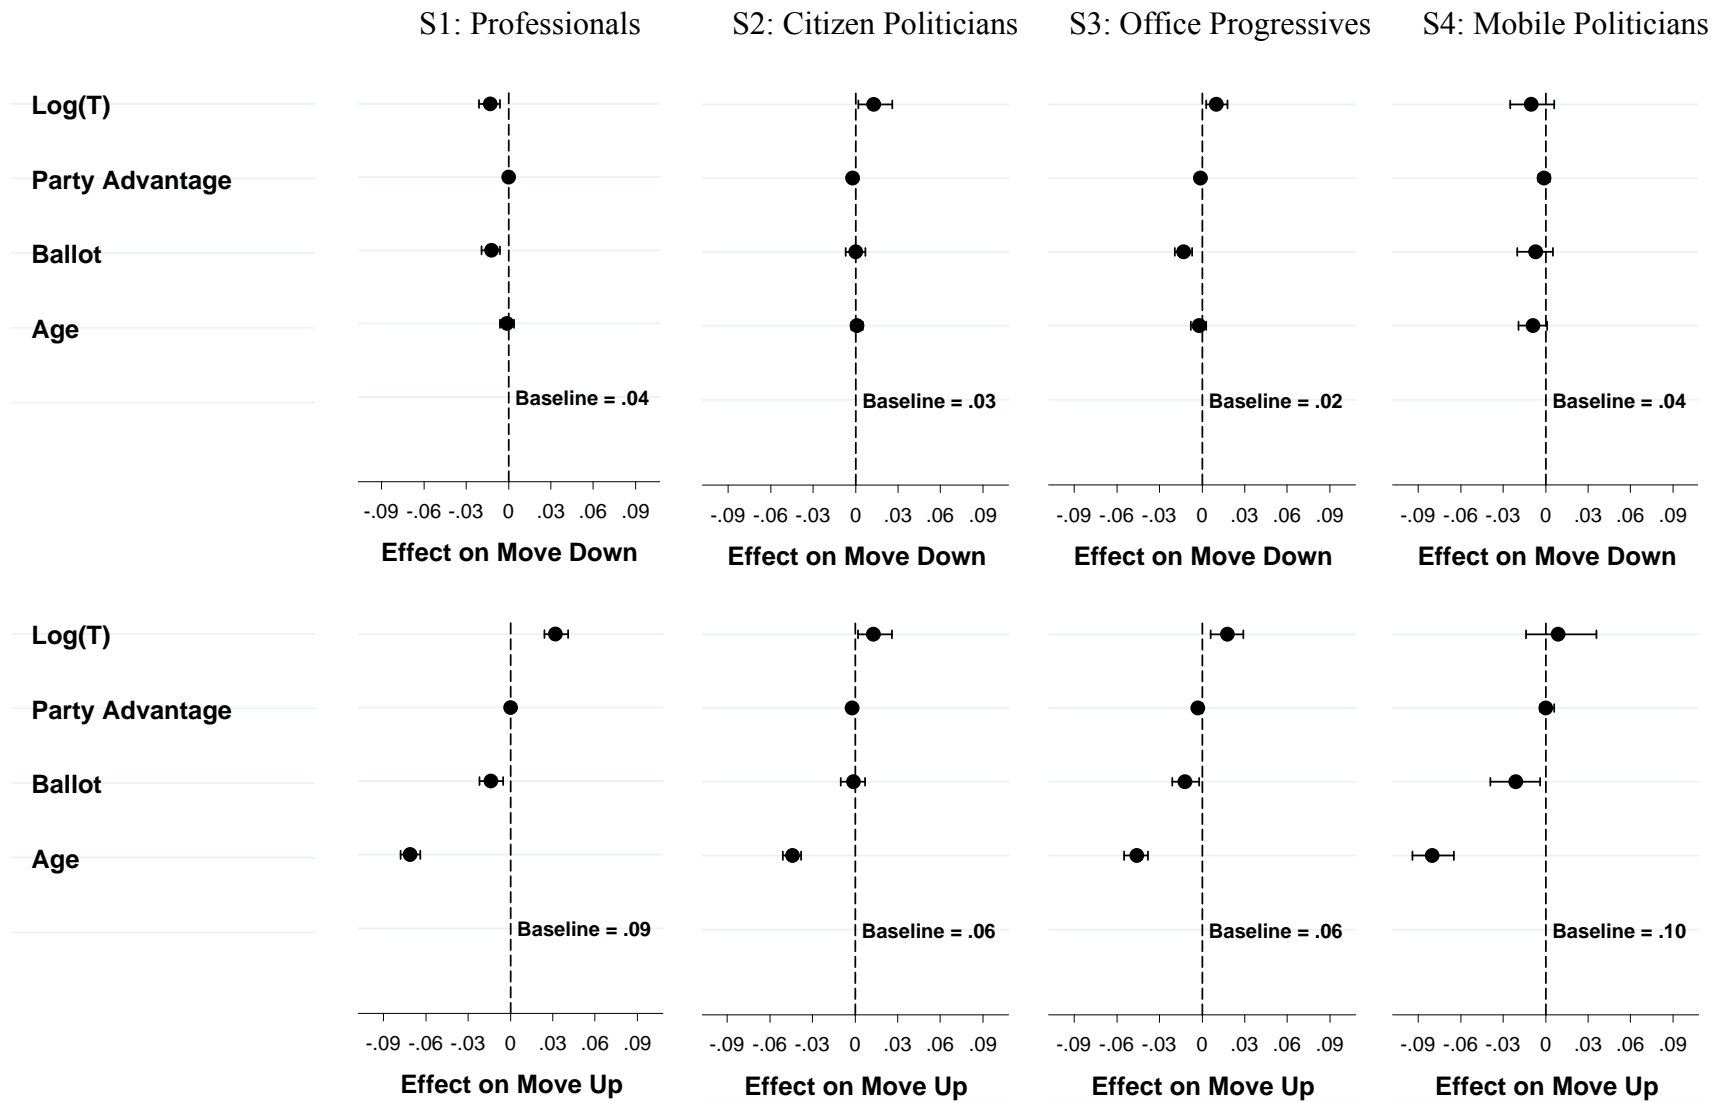 S1: Professionals S2: Citizen Politicians S3: Office Progressives S4: Mobile Politicians
Log(T)
Party Advantage
Ballot
Age
Baseline = .04 Baseline = .03 Baseline = .02 Baseline = .04
-.09 -.06 -.03 0 .03 .06 .09 -.09 -.06 -.03 0 .03 .06 .09 -.09 -.06 -.03 0 .03 .06 .09 -.09 -.06 -.03 0 .03 .06 .09
Effect on Move Down Effect on Move Down Effect on Move Down Effect on Move Down
Log(T)
Party Advantage
Ballot
Age
Baseline = .09 Baseline = .06 Baseline = .06 Baseline = .10
-.09 -.06 -.03 0 .03 .06 .09 -.09 -.06 -.03 0 .03 .06 .09 -.09 -.06 -.03 0 .03 .06 .09 -.09 -.06 -.03 0 .03 .06 .09
Effect on Move Up Effect on Move Up Effect on Move Up Effect on Move Up